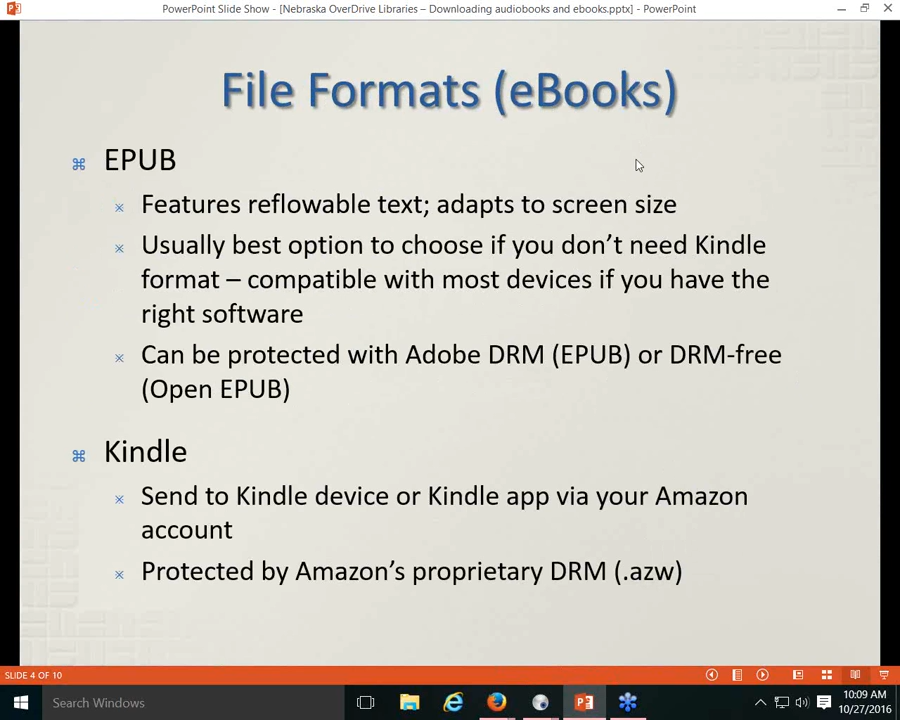 PowerPoint Slide Show - [Nebraska OverDrive Libraries – Downloading audiobooks and ebooks.pptx] - PowerPoint
File Formats (eBooks)
EPUB
Features reflowable text; adapts to screen size
Usually best option to choose if you don’t need Kindle
format – compatible with most devices if you have the
right software
Can be protected with Adobe DRM (EPUB) or DRM-free
(Open EPUB)
Kindle
Send to Kindle device or Kindle app via your Amazon
account
Protected by Amazon’s proprietary DRM (.azw)
SLIDE 4 OF 10
Search Windows
10:09 AM
10/27/2016